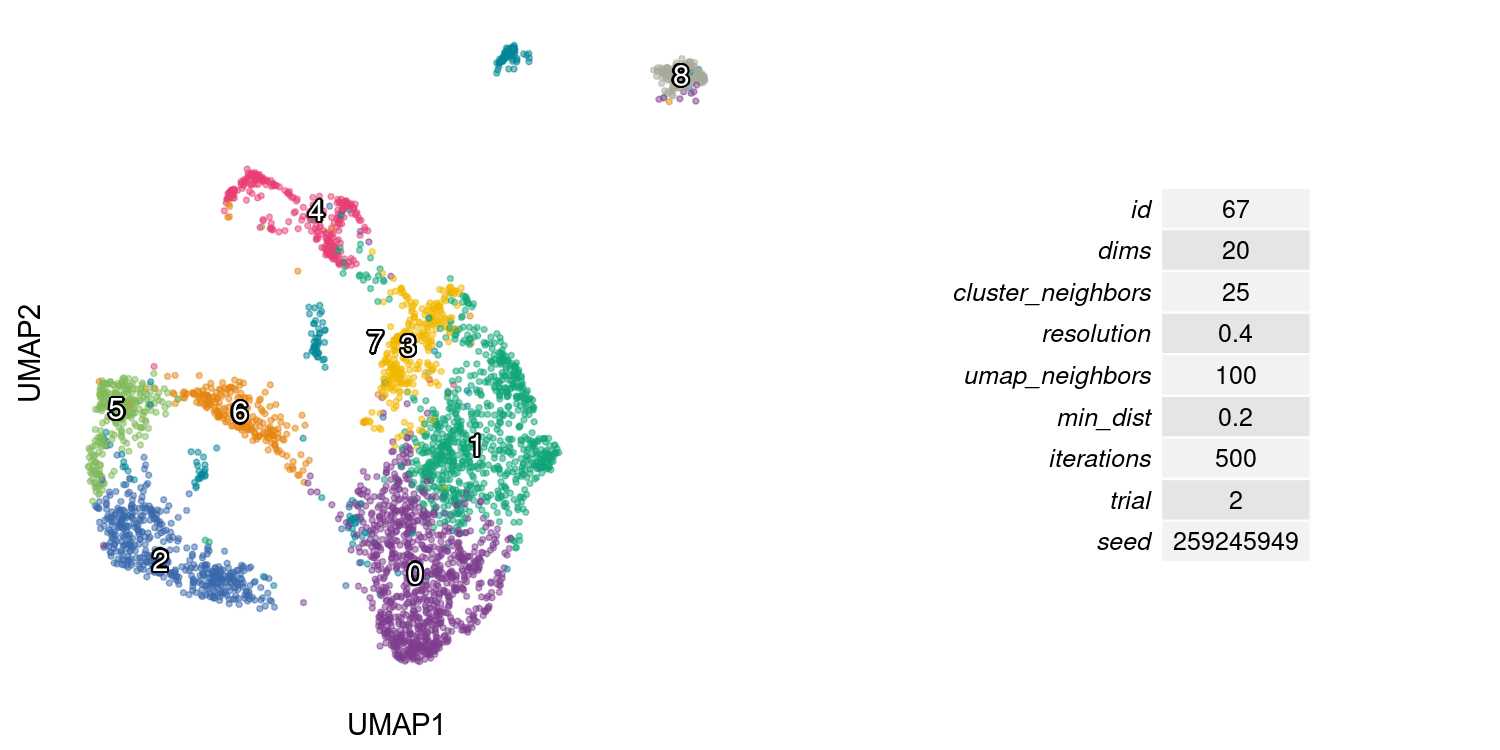 8
4
7
3
5
6
1
2
0
UMAP1
UMAP2
id 67
dims 20
cluster_neighbors 25
resolution 0.4
umap_neighbors 100
min_dist 0.2
iterations 500
trial 2
seed 259245949